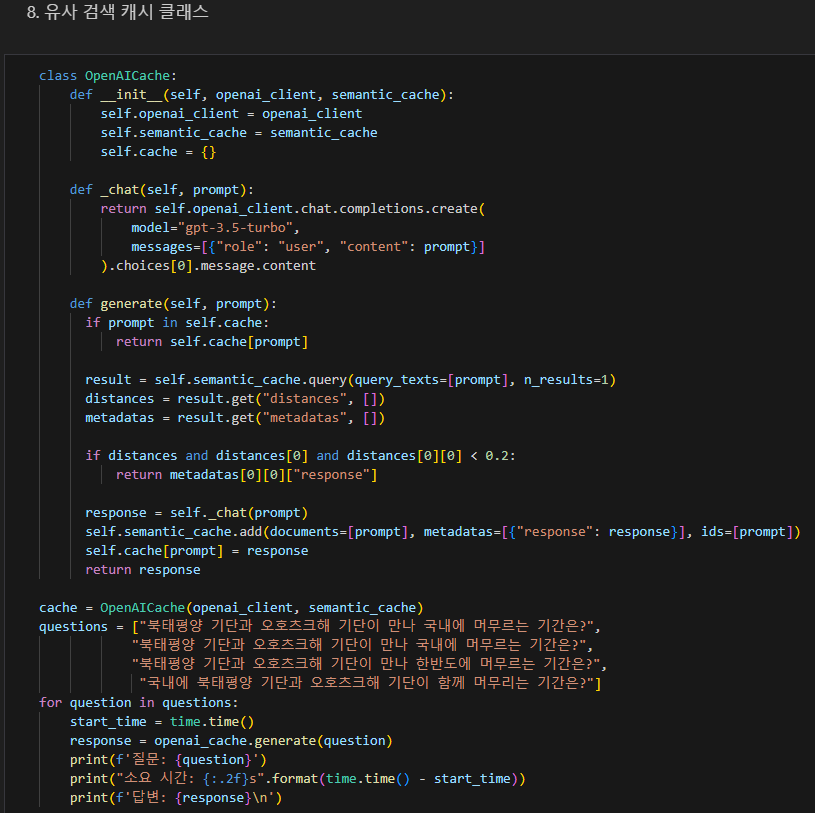 8. 유사 검색 캐시 클래스
class OpenAICache:
    def __init__(self, openai_client, semantic_cache):
        self.openai_client = openai_client
        self.semantic_cache = semantic_cache
        self.cache = {}
    def _chat(self, prompt):
        return self.openai_client.chat.completions.create(
            model="gpt-3.5-turbo",
            messages=[{"role": "user", "content": prompt}]
        ).choices[0].message.content
    def generate(self, prompt):
      if prompt in self.cache:
          return self.cache[prompt]
      result = self.semantic_cache.query(query_texts=[prompt], n_results=1)
      distances = result.get("distances", [])
      metadatas = result.get("metadatas", [])
      if distances and distances[0] and distances[0][0] < 0.2:
          return metadatas[0][0]["response"]
      response = self._chat(prompt)
      self.semantic_cache.add(documents=[prompt], metadatas=[{"response": response}], ids=[prompt])
      self.cache[prompt] = response
      return response
cache = OpenAICache(openai_client, semantic_cache)
questions = ["북태평양 기단과 오호츠크해 기단이 만나 국내에 머무르는 기간은?",
            "북태평양 기단과 오호츠크해 기단이 만나 국내에 머무르는 기간은?",
            "북태평양 기단과 오호츠크해 기단이 만나 한반도에 머무르는 기간은?",
             "국내에 북태평양 기단과 오호츠크해 기단이 함께 머무리는 기간은?"]
for question in questions:
    start_time = time.time()
    response = openai_cache.generate(question)
    print(f'질문: {question}')
    print("소요 시간: {:.2f}s".format(time.time() - start_time))
    print(f'답변: {response}\n')